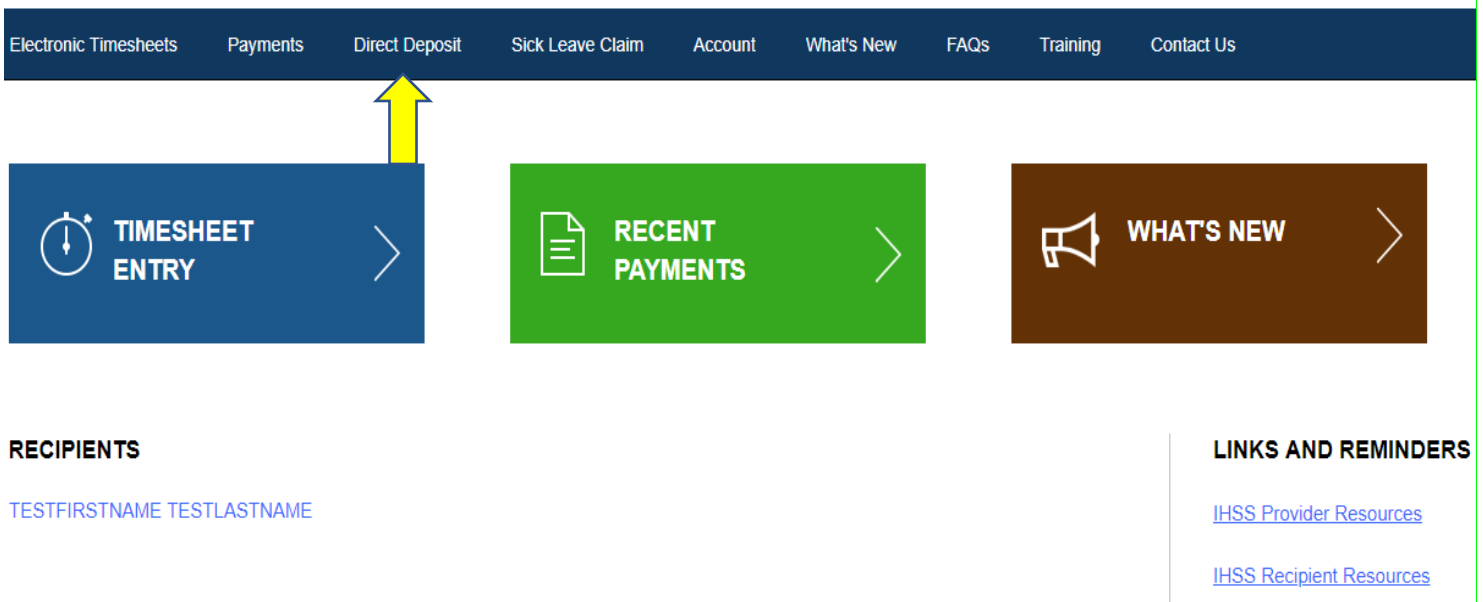 Electronic Timesheets Payments Direct Deposit Sick Leave Claim Account What's New FAQs Training Contact Us
TIMESHEET
ENTRY
RECENT
PAYMENTS
WHAT'S NEW
RECIPIENTS
TESTFIRSTNAME TESTLASTNAME
LINKS AND REMINDERS
IHSS Provider Resources
IHSS Recipient Resources